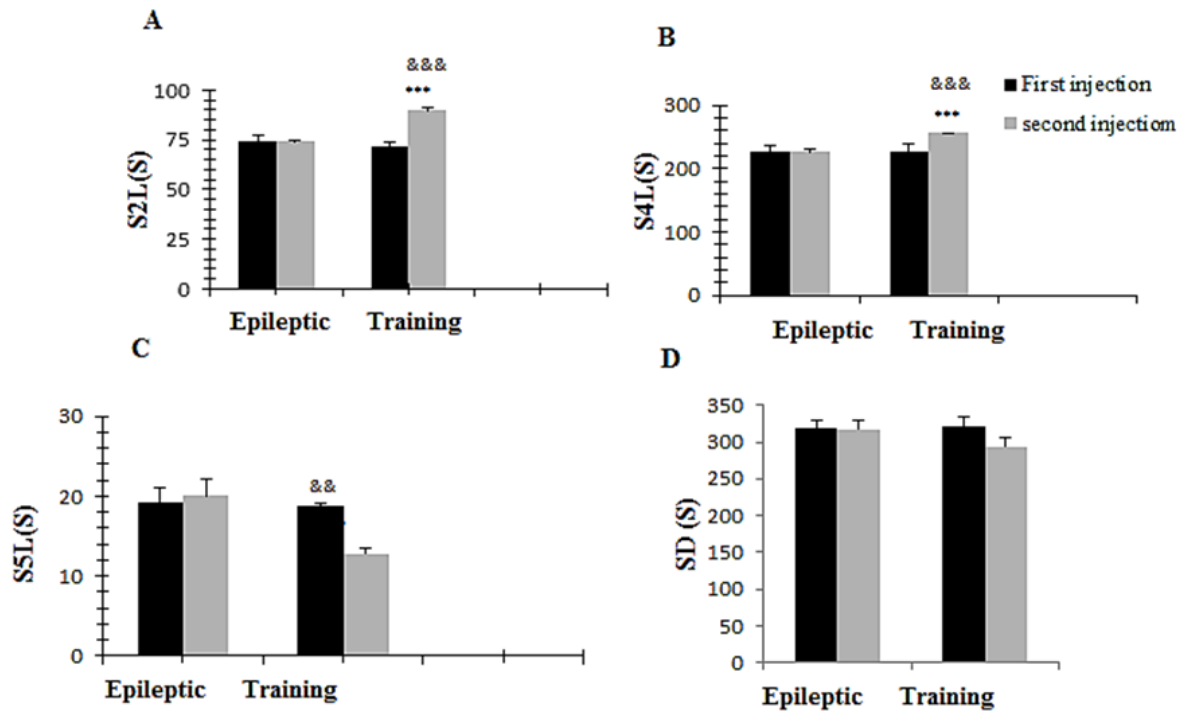 A
S2L(S)
100
75
50
25
0
&&&
***
Epileptic Training
B
S4L(S)
300
200
100
0
&&&
***
First injection
second injectiom
Epileptic Training
C
S5L(S)
30
20
10
0
&&
Epileptic Training
D
SD (S)
350
300
250
200
150
100
50
0
Epileptic Training